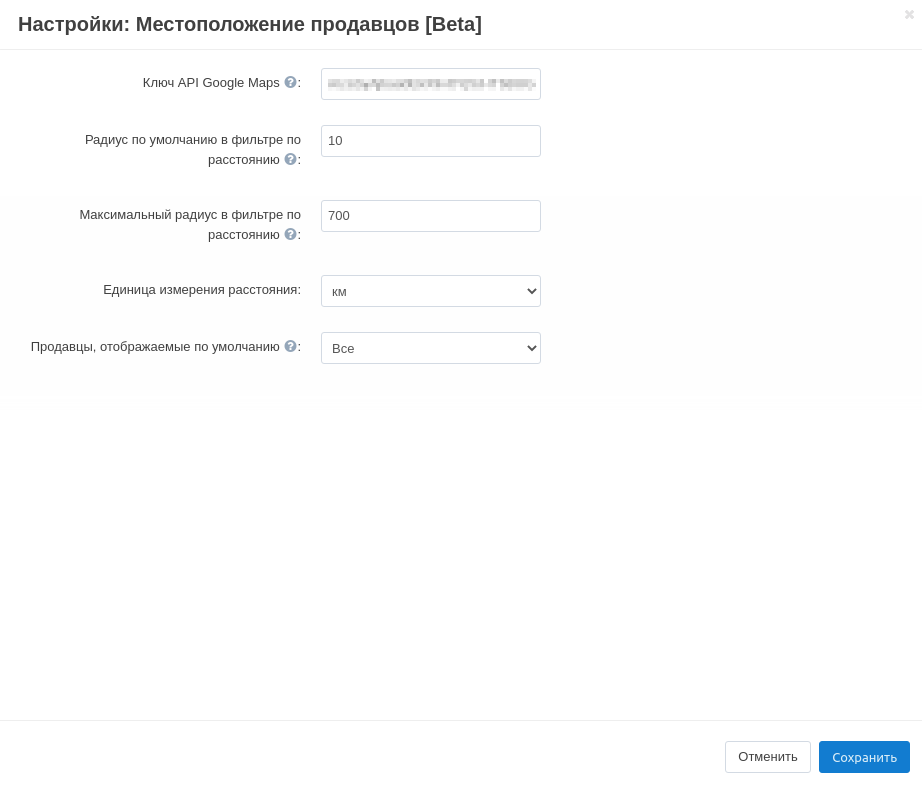 Настройки: Местоположение продавцов [Beta]
Ключ API Google Maps ?:
Радиус по умолчанию в фильтре по
расстоянию ?:
10
Максимальный радиус в фильтре по
расстоянию ?:
700
Единица измерения расстояния:
км
Продавцы, отображаемые по умолчанию ?:
Все
Отменить
Сохранить